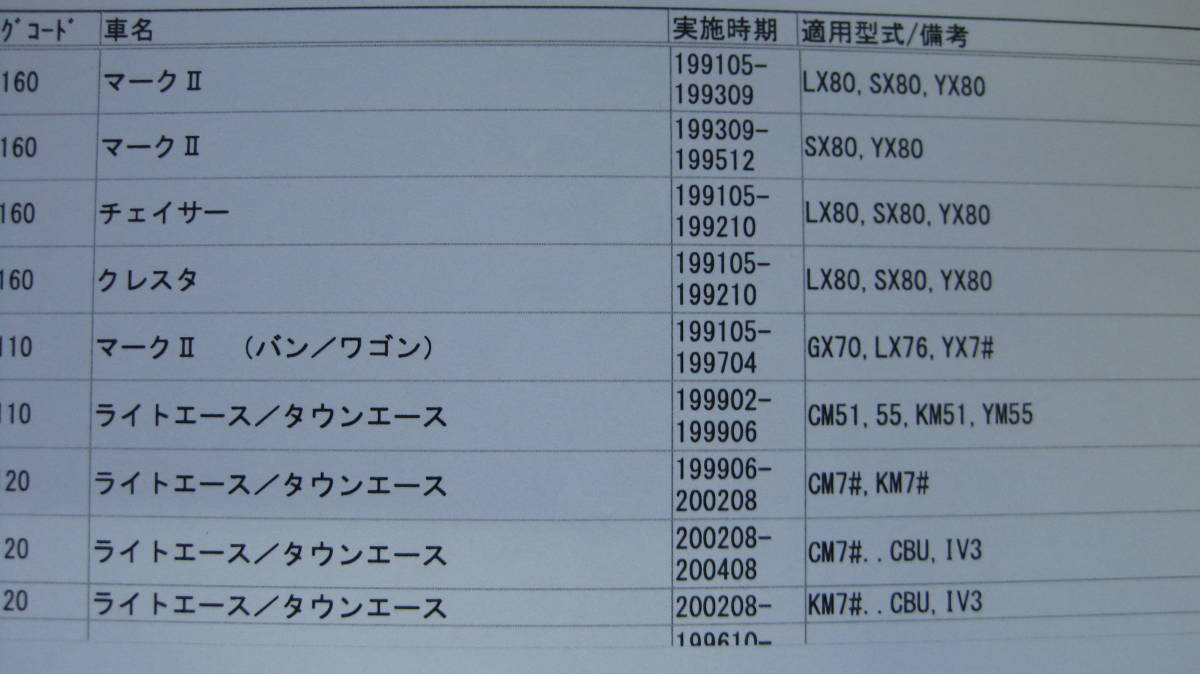 ｸﾞｺｰﾄﾞ 車名 実施時期 適用型式/備考
160 マークⅡ 199105-199309 LX80, SX80, YX80
160 マークⅡ 199309-199512 SX80, YX80
160 チェイサー 199105-199210 LX80, SX80, YX80
160 クレスタ 199105-199210 LX80, SX80, YX80
110 マークⅡ （バン／ワゴン） 199105-199704 GX70, LX76, YX7#
110 ライトエース／タウンエース 199902-199906 CM51, 55, KM51, YM55
20 ライトエース／タウンエース 199906-200208 CM7#, KM7#
20 ライトエース／タウンエース 200208-200408 CM7#..CBU, IV3
20 ライトエース／タウンエース 200208- KM7#..CBU, IV3
199610-